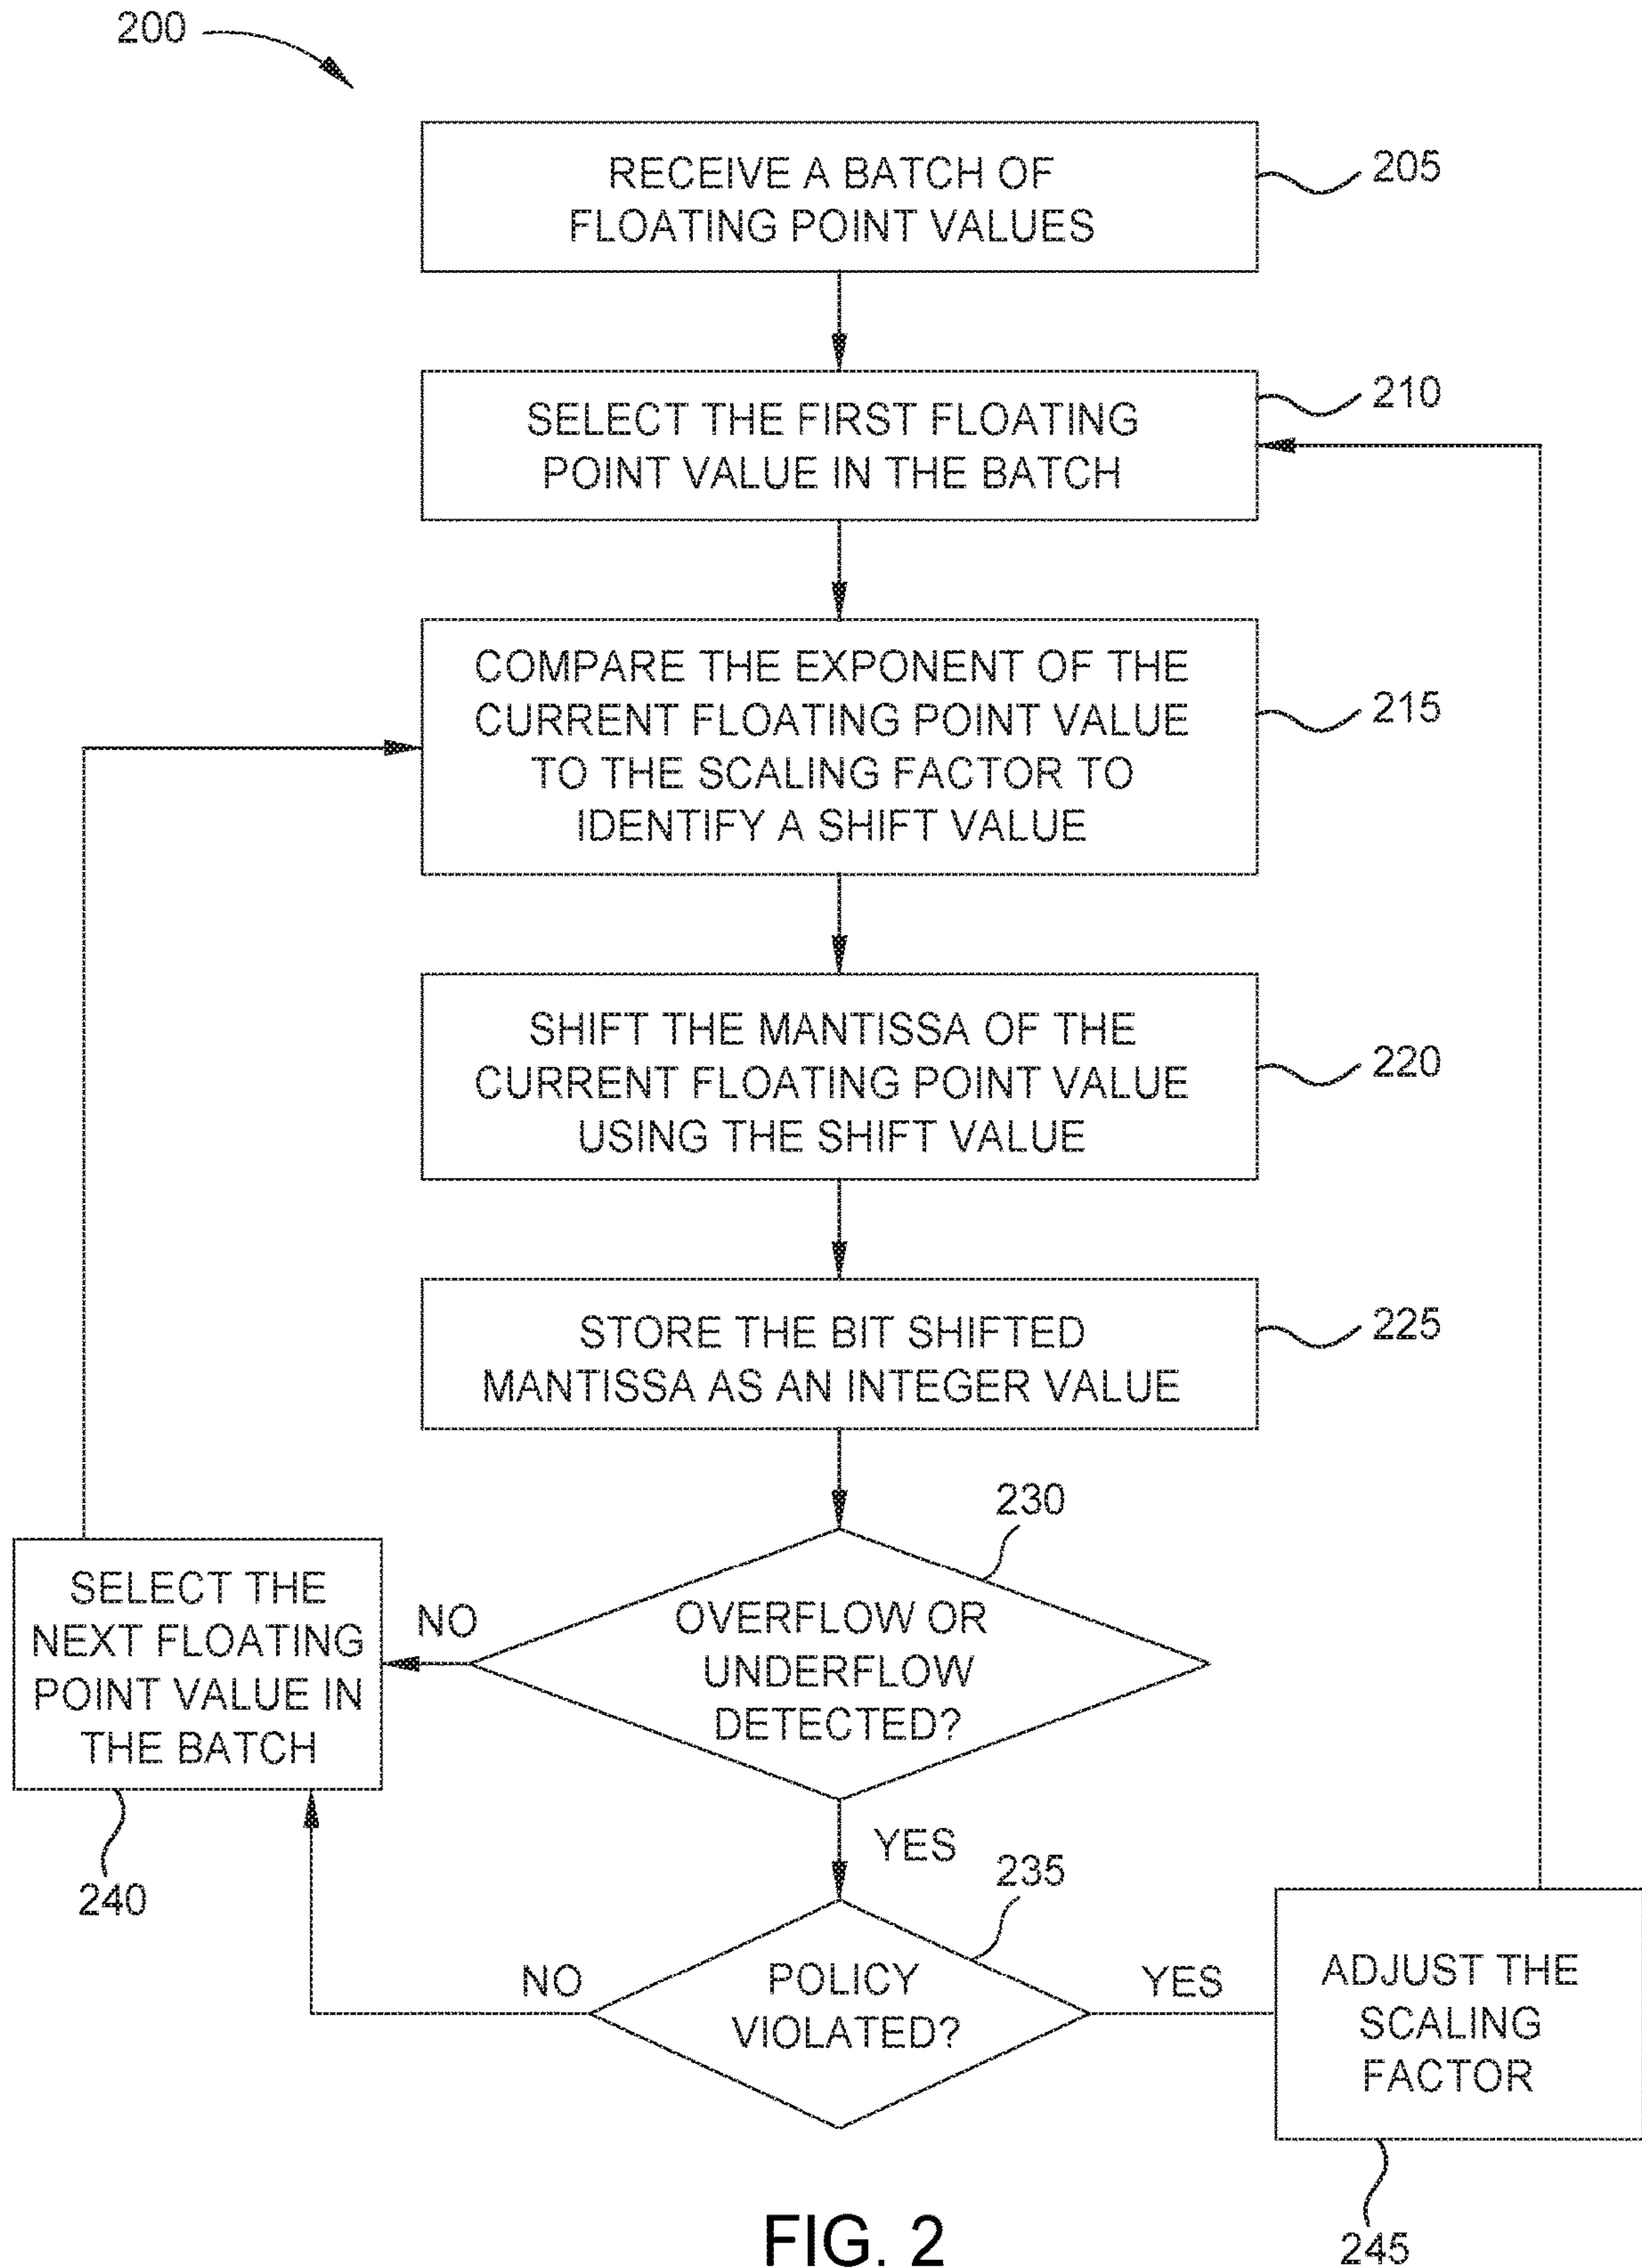 200
RECEIVE A BATCH OF
FLOATING POINT VALUES
205
SELECT THE FIRST FLOATING
POINT VALUE IN THE BATCH
210
COMPARE THE EXPONENT OF THE
CURRENT FLOATING POINT VALUE
TO THE SCALING FACTOR TO
IDENTIFY A SHIFT VALUE
215
SHIFT THE MANTISSA OF THE
CURRENT FLOATING POINT VALUE
USING THE SHIFT VALUE
220
STORE THE BIT SHIFTED
MANTISSA AS AN INTEGER VALUE
225
230
OVERFLOW OR
UNDERFLOW
DETECTED?
NO
SELECT THE
NEXT FLOATING
POINT VALUE IN
THE BATCH
240
YES
235
POLICY
VIOLATED?
NO
YES
ADJUST THE
SCALING
FACTOR
245
FIG. 2